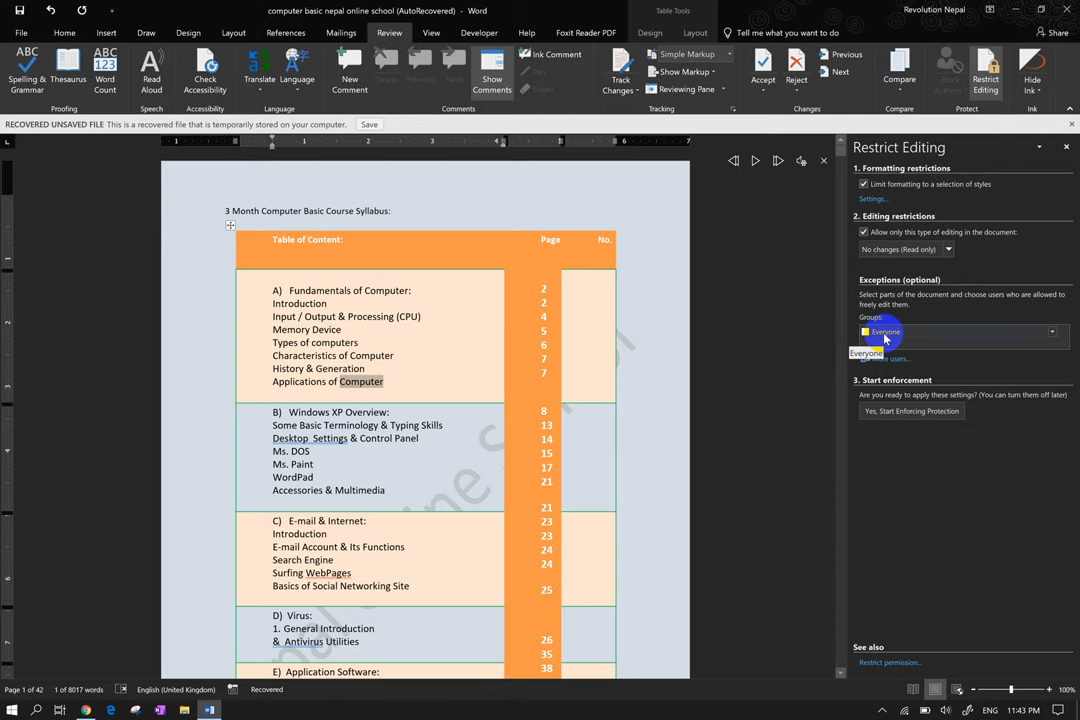 computer basic nepal online school (AutoRecovered) - Word
Table Tools
Revolution Nepal
File Home Insert Draw Design Layout References Mailings Review View Developer Help Foxit Reader PDF Design Layout Tell me what you want to do Share
ABC
Spelling & Grammar
Thesaurus
ABC 123
Word Count
Read Aloud
Check Accessibility
Translate
Language
New Comment
Delete
Previous
Next
Show Comments
Ink Comment
Pen
Eraser
Track Changes
Simple Markup
Show Markup
Reviewing Pane
Accept
Reject
Previous
Next
Compare
Block Authors
Restrict Editing
Hide Ink
Proofing Speech Accessibility Language Comments Tracking Changes Compare Protect Ink
RECOVERED UNSAVED FILE This is a recovered file that is temporarily stored on your computer. Save
3 Month Computer Basic Course Syllabus:
Table of Content: Page No.
A) Fundamentals of Computer: 2
Introduction 2
Input / Output & Processing (CPU) 4
Memory Device 5
Types of computers 6
Characteristics of Computer 7
History & Generation 7
Applications of Computer
B) Windows XP Overview: 8
Some Basic Terminology & Typing Skills 13
Desktop Settings & Control Panel 14
Ms. DOS 15
Ms. Paint 17
WordPad 21
Accessories & Multimedia
21
C) E-mail & Internet: 23
Introduction 23
E-mail Account & Its Functions 24
Search Engine 24
Surfing WebPages
Basics of Social Networking Site 25
D) Virus:
1. General Introduction
& Antivirus Utilities 26
35
E) Application Software: 38
Restrict Editing
1. Formatting restrictions
Limit formatting to a selection of styles
Settings...
2. Editing restrictions
Allow only this type of editing in the document:
No changes (Read only)
Exceptions (optional)
Select parts of the document and choose users who are allowed to
freely edit them.
Groups:
Everyone
Everyone
More users...
3. Start enforcement
Are you ready to apply these settings? (You can turn them off later)
Yes, Start Enforcing Protection
See also
Restrict permission...
Page 1 of 42 1 of 8017 words English (United Kingdom) Recovered 100%
ENG 11:43 PM